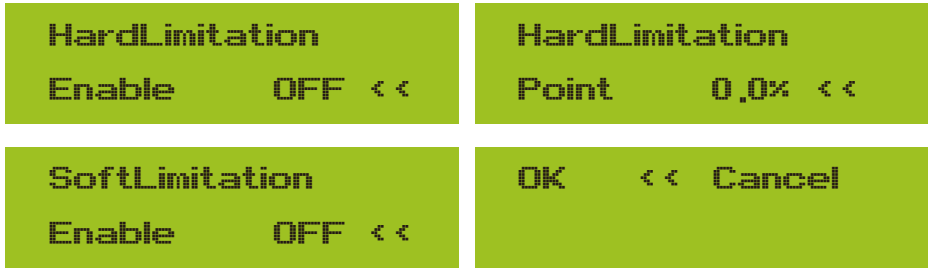 HardLimitation
Enable OFF <<
HardLimitation
Point 0.0% <<
SoftLimitation
Enable OFF <<
OK << Cancel